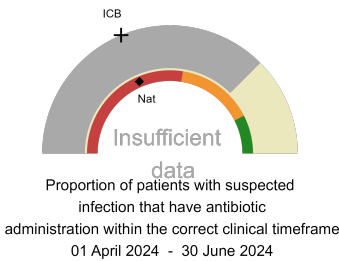 ICB
Nat
Insufficient
data
Proportion of patients with suspected
infection that have antibiotic
administration within the correct clinical timeframe
01 April 2024 - 30 June 2024